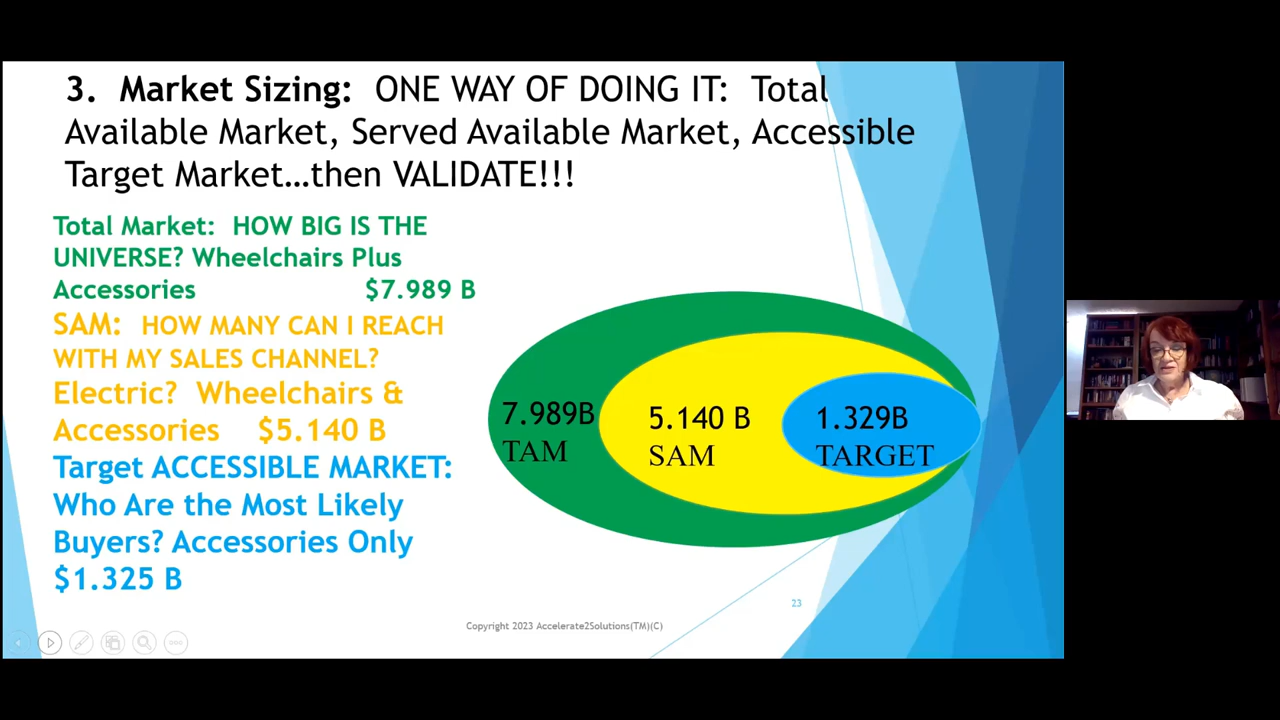 3. Market Sizing: ONE WAY OF DOING IT: Total
Available Market, Served Available Market, Accessible
Target Market…then VALIDATE!!!
Total Market: HOW BIG IS THE
UNIVERSE? Wheelchairs Plus
Accessories $7.989 B
SAM: HOW MANY CAN I REACH
WITH MY SALES CHANNEL?
Electric? Wheelchairs &
Accessories $5.140 B
Target ACCESSIBLE MARKET:
Who Are the Most Likely
Buyers? Accessories Only
$1.325 B
7.989B
TAM
5.140 B
SAM
1.329B
TARGET
23
Copyright 2023 Accelerate2Solutions(TM)(C)